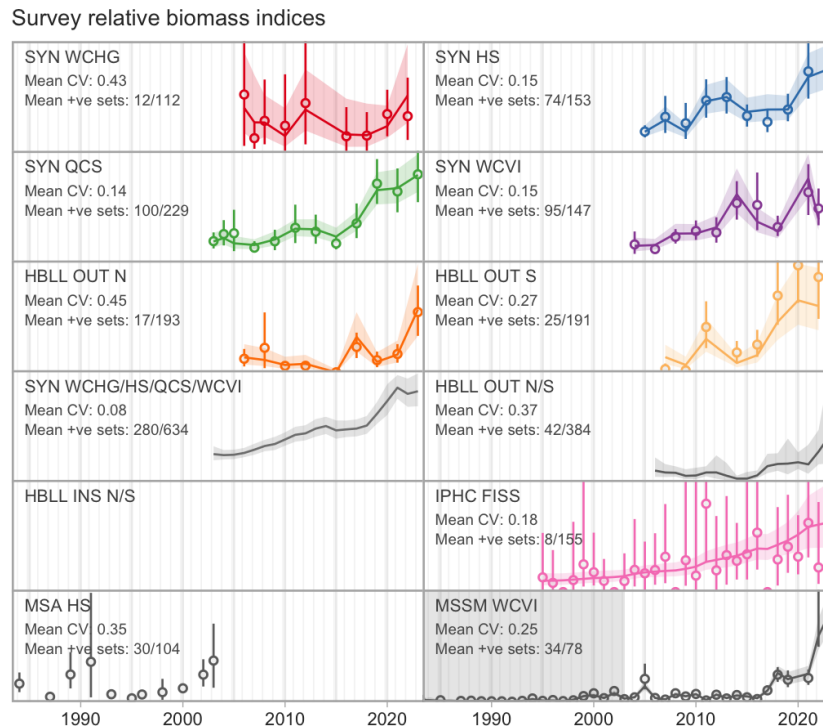 Survey relative biomass indices
SYN WCHG
Mean CV: 0.43
Mean +ve sets: 12/112
SYN HS
Mean CV: 0.15
Mean +ve sets: 74/153
SYN QCS
Mean CV: 0.14
Mean +ve sets: 100/229
SYN WCVI
Mean CV: 0.15
Mean +ve sets: 95/147
HBLL OUT N
Mean CV: 0.45
Mean +ve sets: 17/193
HBLL OUT S
Mean CV: 0.27
Mean +ve sets: 25/191
SYN WCHG/HS/QCS/WCVI
Mean CV: 0.08
Mean +ve sets: 280/634
HBLL OUT N/S
Mean CV: 0.37
Mean +ve sets: 42/384
HBLL INS N/S
IPHC FISS
Mean CV: 0.18
Mean +ve sets: 8/155
MSA HS
Mean CV: 0.35
Mean +ve sets: 30/104
MSSM WCVI
Mean CV: 0.25
Mean +ve sets: 34/78
1990 2000 2010 2020 1990 2000 2010 2020